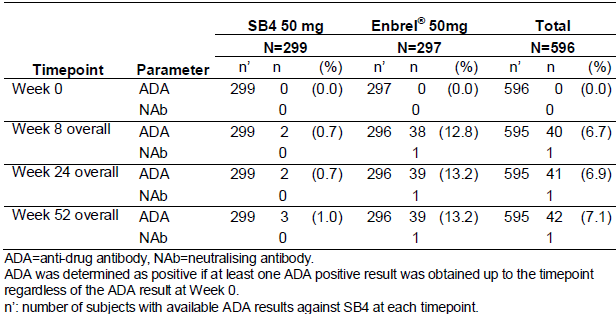 SB4 50 mg Enbrel® 50mg Total
N=299 N=297 N=596
Timepoint Parameter n’ n (%) n’ n (%) n’ n (%)
Week 0 ADA 299 0 (0.0) 297 0 (0.0) 596 0 (0.0)
NAb 0 0 0
Week 8 overall ADA 299 2 (0.7) 296 38 (12.8) 595 40 (6.7)
NAb 0 1 1
Week 24 overall ADA 299 2 (0.7) 296 39 (13.2) 595 41 (6.9)
NAb 0 1 1
Week 52 overall ADA 299 3 (1.0) 296 39 (13.2) 595 42 (7.1)
NAb 0 1 1
ADA=anti-drug antibody, NAb=neutralising antibody.
ADA was determined as positive if at least one ADA positive result was obtained up to the timepoint
regardless of the ADA result at Week 0.
n’: number of subjects with available ADA results against SB4 at each timepoint.